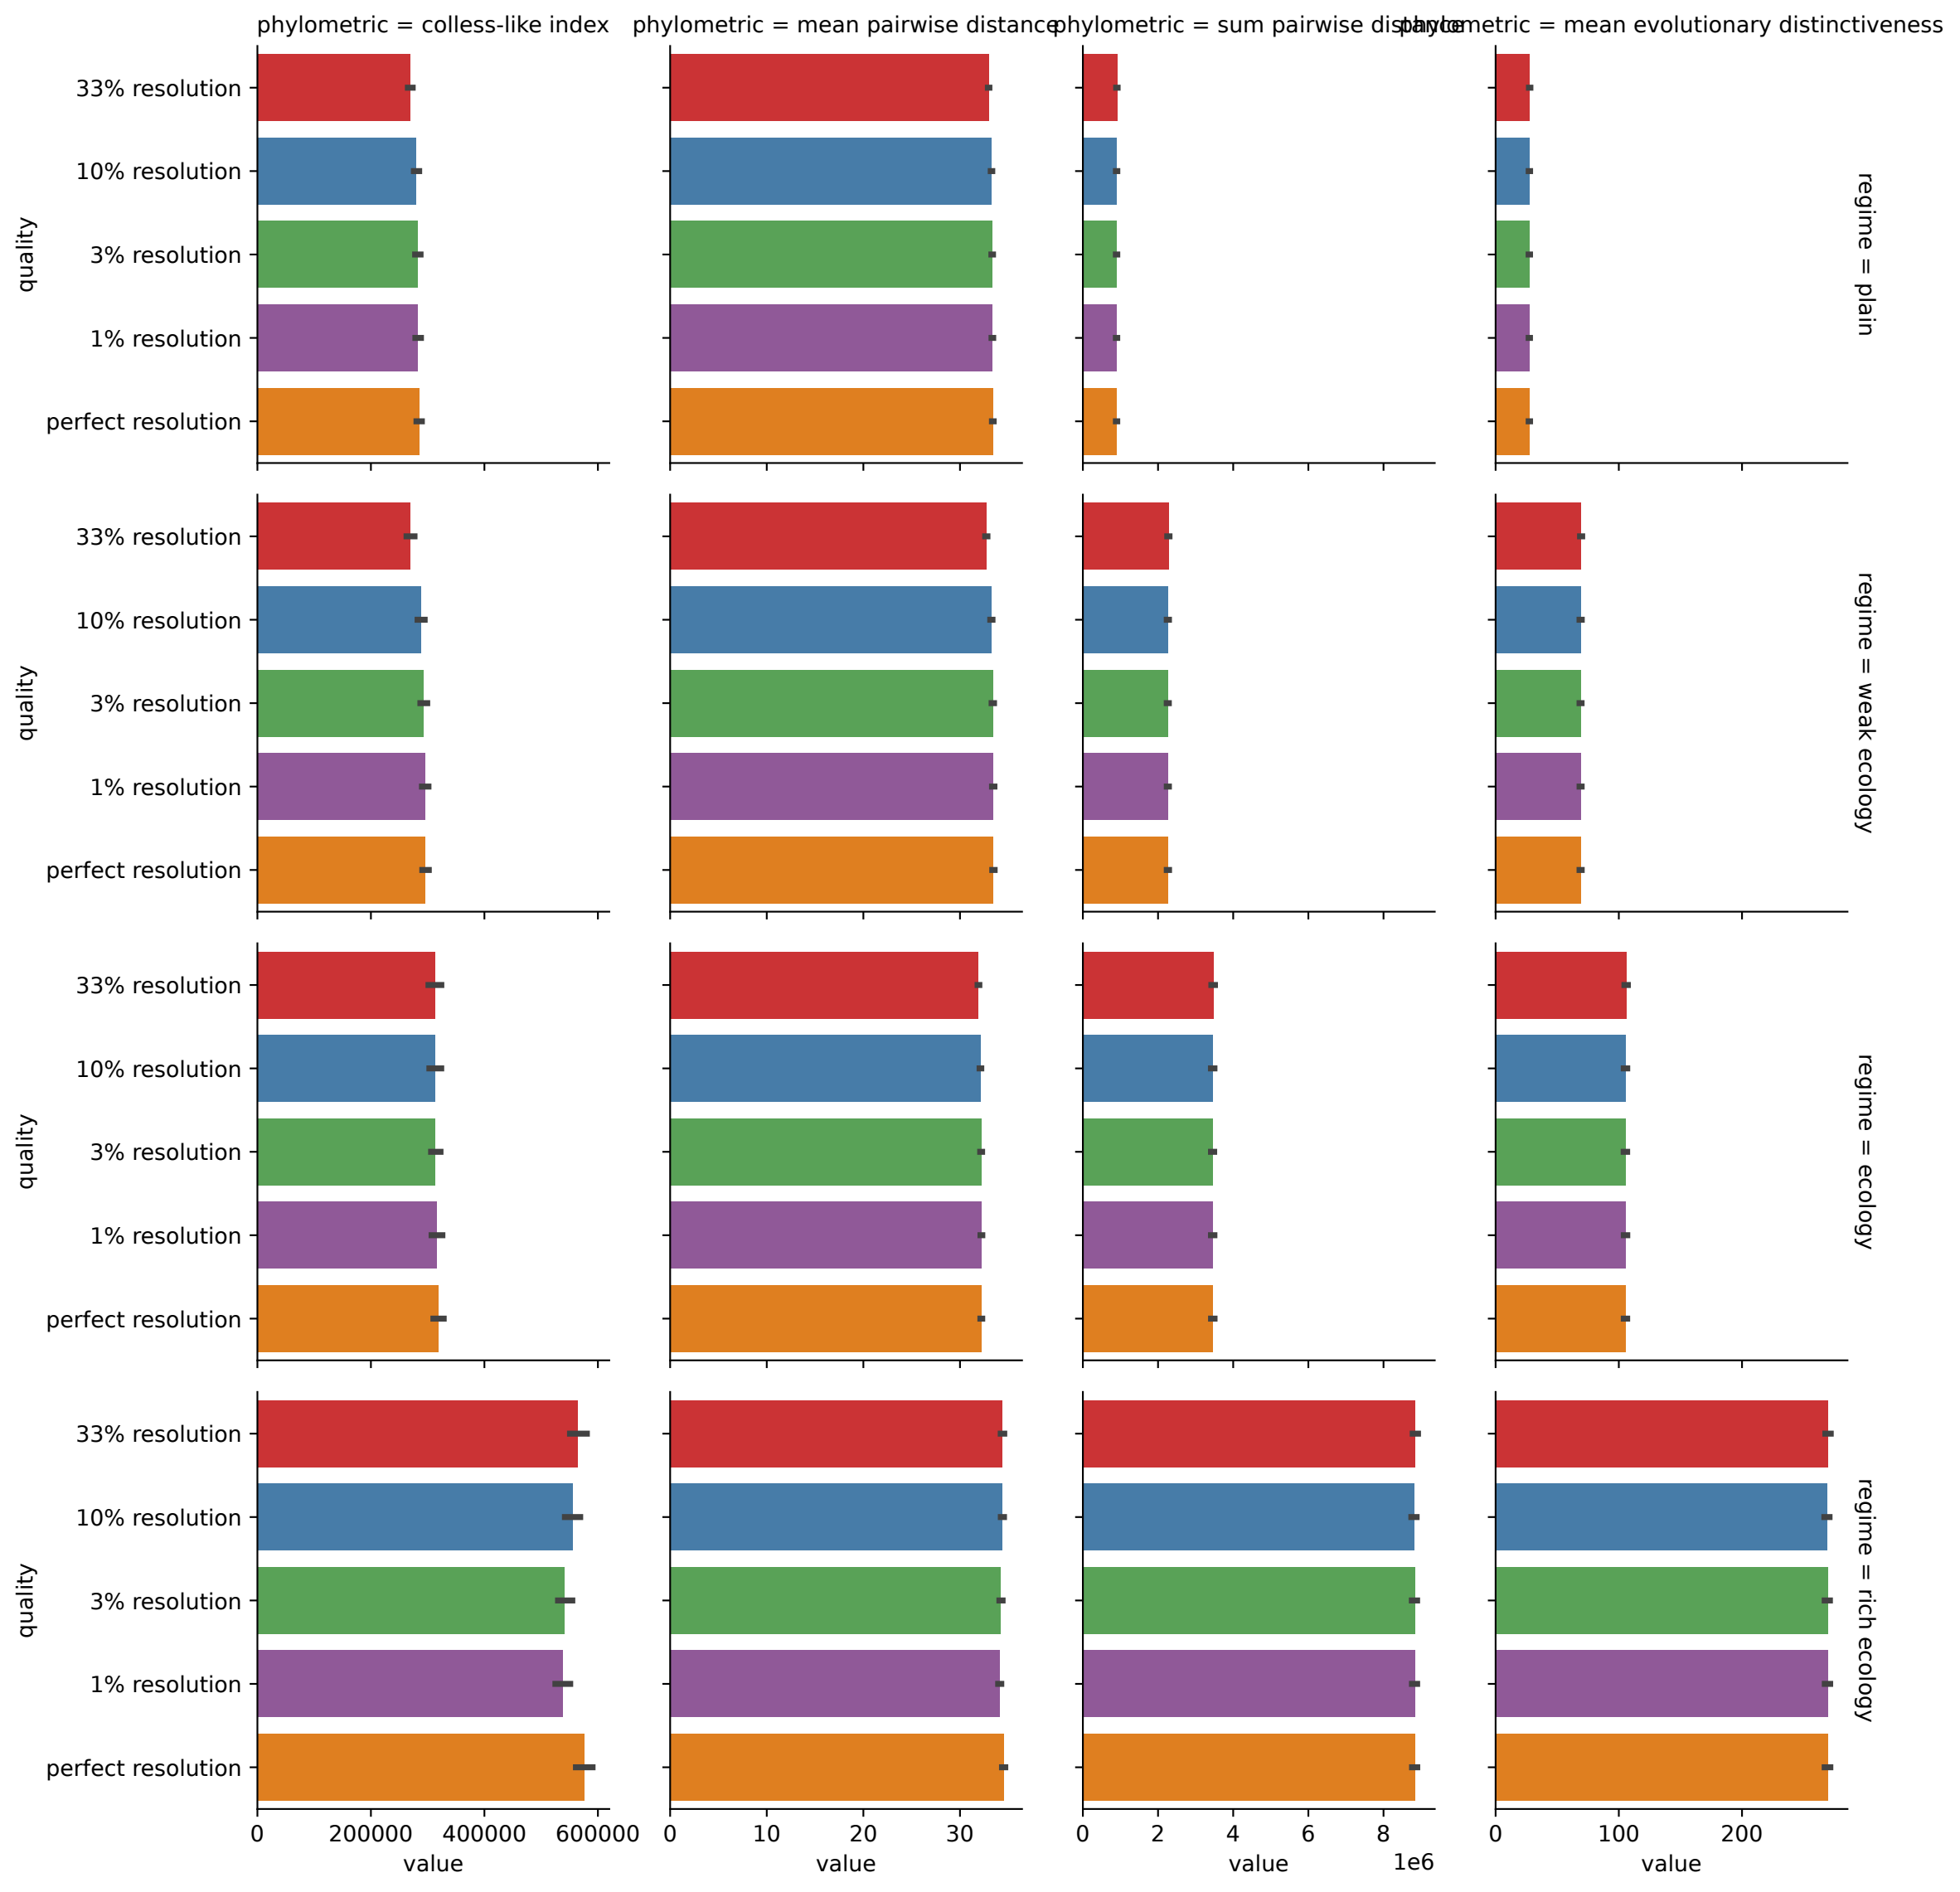 phylometric = colless-like index
phylometric = mean pairwise distance
phylometric = sum pairwise distance
phylometric = mean evolutionary distinctiveness
quality
33% resolution
10% resolution
3% resolution
1% resolution
perfect resolution
regime = plain
quality
33% resolution
10% resolution
3% resolution
1% resolution
perfect resolution
regime = weak ecology
quality
33% resolution
10% resolution
3% resolution
1% resolution
perfect resolution
regime = ecology
quality
33% resolution
10% resolution
3% resolution
1% resolution
perfect resolution
regime = rich ecology
0 200000 400000 600000
value
0 10 20 30
value
0 2 4 6 8
1e6
value
0 100 200
value